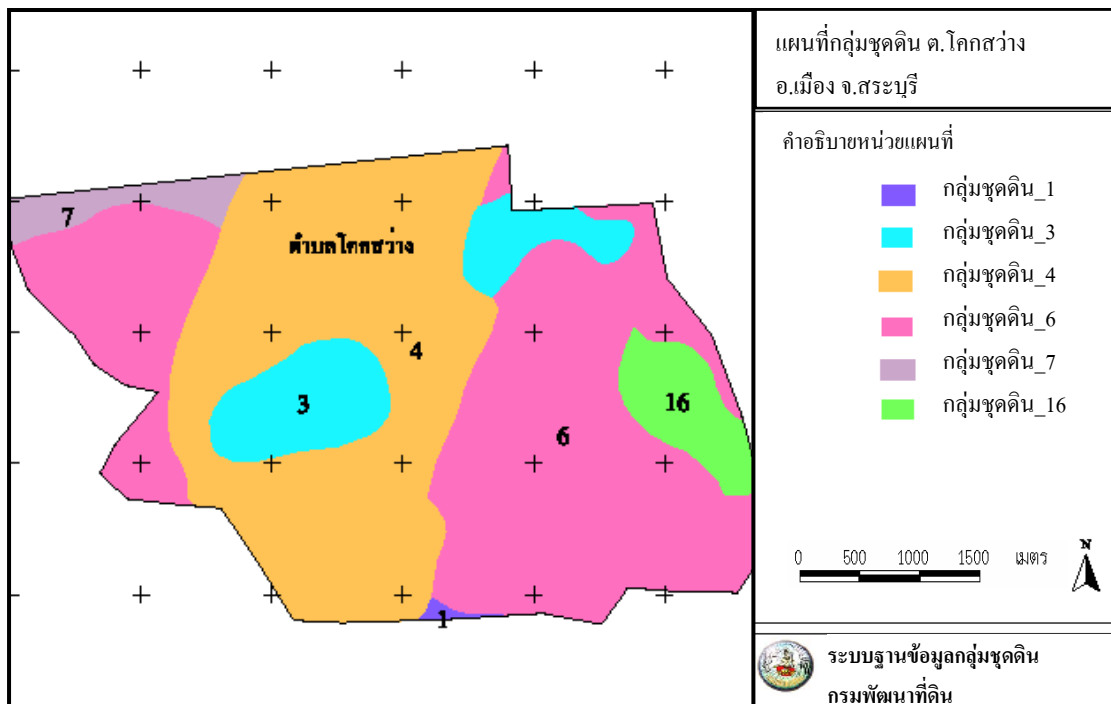 แผนที่กลุ่มชุดดิน ต.โคกสว่าง
อ.เมือง จ.สระบุรี
คำอธิบายหน่วยแผนที่
กลุ่มชุดดิน_1
กลุ่มชุดดิน_3
กลุ่มชุดดิน_4
กลุ่มชุดดิน_6
กลุ่มชุดดิน_7
กลุ่มชุดดิน_16
7
ตำบลโคกสว่าง
4
3
16
6
1
0 500 1000 1500 เมตร
N
ระบบฐานข้อมูลกลุ่มชุดดิน
กรมพัฒนาที่ดิน